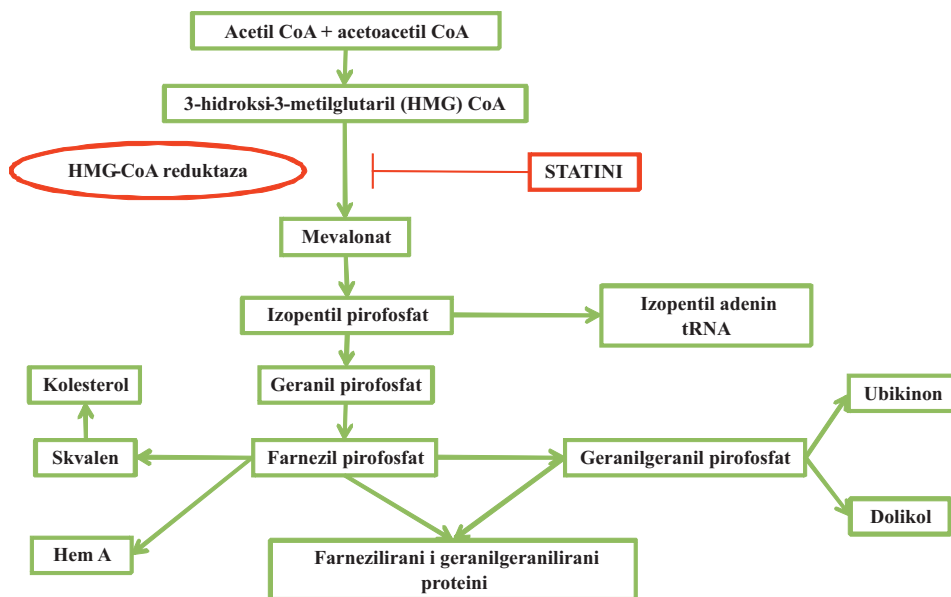 Acetil CoA + acetoacetil CoA
3-hidroksi-3-metilglutaril (HMG) CoA
HMG-CoA reduktaza
STATINI
Mevalonat
Izopentil pirofosfat
Izopentil adenin
tRNA
Geranil pirofosfat
Kolesterol
Ubikinon
Skvalen
Farnezil pirofosfat
Geranilgeranil pirofosfat
Dolikol
Hem A
Farnezilirani i geranilgeranilirani
proteini